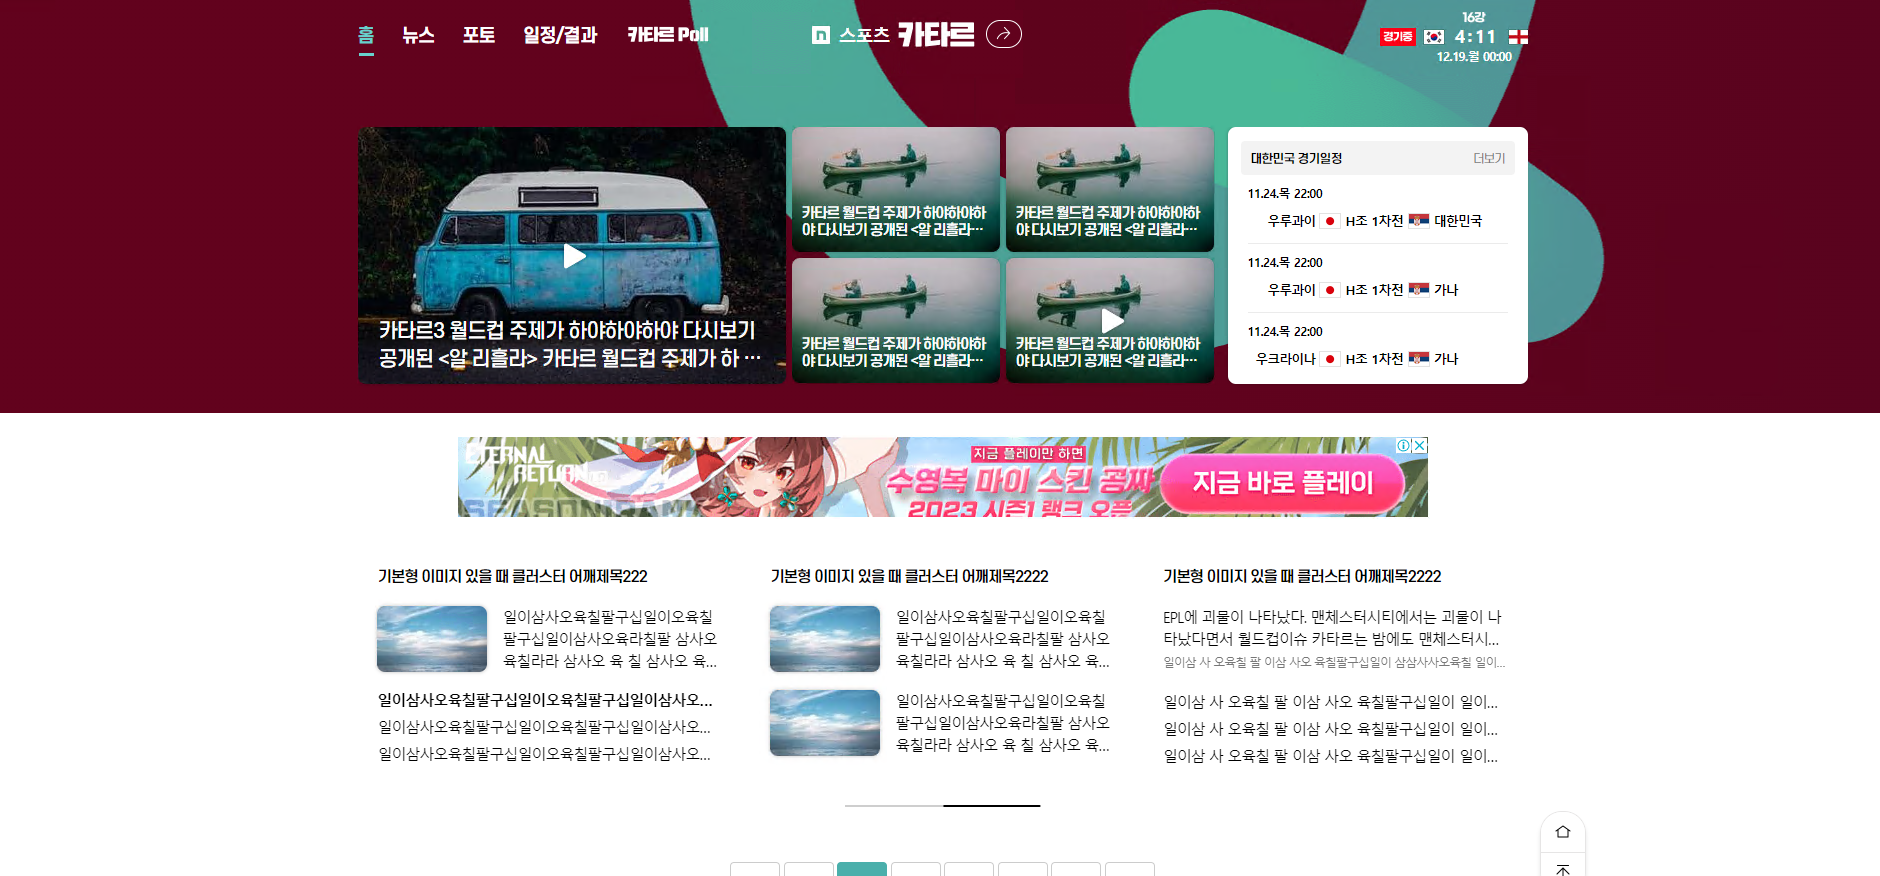 홈 뉴스 포토 일정/결과 카타르 Poll
n 스포츠 카타르
16강
경기중 4:11
12.19.월 00:00
카타르3 월드컵 주제가 하야하야하야 다시보기
공개된 <알 리흘라> 카타르 월드컵 주제가 하 ...
카타르 월드컵 주제가 하야하야하
야 다시보기 공개된 <알 리흘라...
카타르 월드컵 주제가 하야하야하
야 다시보기 공개된 <알 리흘라...
카타르 월드컵 주제가 하야하야하
야 다시보기 공개된 <알 리흘라...
카타르 월드컵 주제가 하야하야하
야 다시보기 공개된 <알 리흘라...
대한민국 경기일정 더보기
11.24.목 22:00
우루과이 H조 1차전 대한민국
11.24.목 22:00
우루과이 H조 1차전 가나
11.24.목 22:00
우크라이나 H조 1차전 가나
ETERNAL
RETURN
지금 플레이만 하면
수영복 마이 스킨 공짜
2023 시즌1 랭크 오픈
지금 바로 플레이
기본형 이미지 있을 때 클러스터 어깨제목222
일이삼사오육칠팔구십일이오육칠
팔구십일이삼사오육라칠팔 삼사오
육칠라라 삼사오 육 칠 삼사오 육...
일이삼사오육칠팔구십일이오육칠팔구십일이삼사오...
일이삼사오육칠팔구십일이오육칠팔구십일이삼사오...
일이삼사오육칠팔구십일이오육칠팔구십일이삼사오...
기본형 이미지 있을 때 클러스터 어깨제목2222
일이삼사오육칠팔구십일이오육칠
팔구십일이삼사오육라칠팔 삼사오
육칠라라 삼사오 육 칠 삼사오 육...
일이삼사오육칠팔구십일이오육칠
팔구십일이삼사오육라칠팔 삼사오
육칠라라 삼사오 육 칠 삼사오 육...
기본형 이미지 있을 때 클러스터 어깨제목2222
EPL에 괴물이 나타났다. 맨체스터시티에서는 괴물이 나
타났다면서 월드컵이슈 카타르는 밤에도 맨체스터시...
일이삼 사 오육칠 팔 이삼 사오 육칠팔구십일이 삼삼사사오육칠 일이...
일이삼 사 오육칠 팔 이삼 사오 육칠팔구십일이 일이...
일이삼 사 오육칠 팔 이삼 사오 육칠팔구십일이 일이...
일이삼 사 오육칠 팔 이삼 사오 육칠팔구십일이 일이...